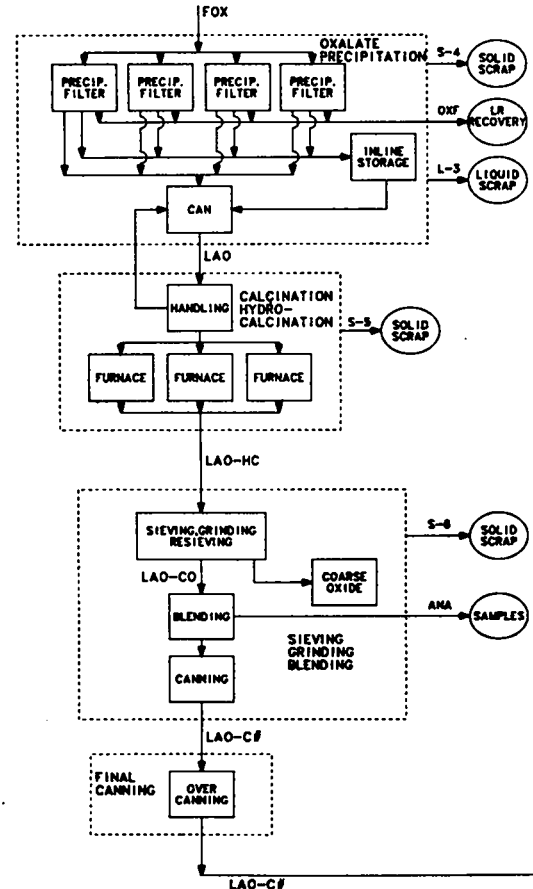 FOX
OXALATE
PRECIPITATION
S-4
SOLID
SCRAP
PRECIP.
FILTER
PRECIP.
FILTER
PRECIP.
FILTER
PRECIP.
FILTER
OXF
LR
RECOVERY
INLINE
STORAGE
L-3
LIQUID
SCRAP
CAN
LAO
HANDLING
CALCINATION
HYDRO-
CALCINATION
S-5
SOLID
SCRAP
FURNACE
FURNACE
FURNACE
LAO-HC
SIEVING,GRINDING
RESIEVING
S-6
SOLID
SCRAP
LAO-CO
COARSE
OXIDE
BLENDING
ANA
SAMPLES
SIEVING
GRINDING
BLENDING
CANNING
LAO-C#
FINAL
CANNING
OVER
CANNING
LAO-C#